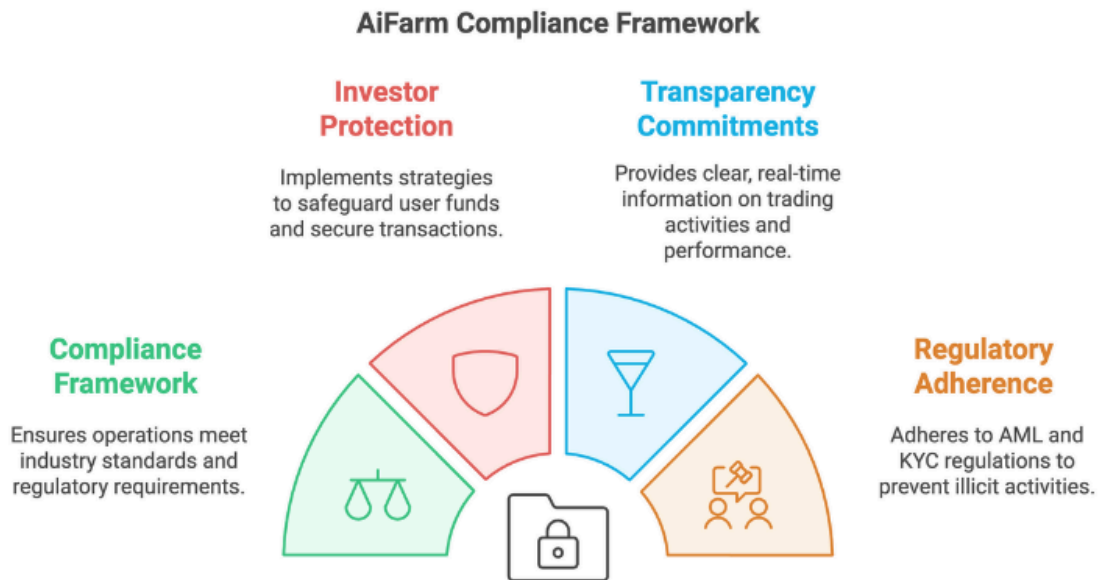 AiFarm Compliance Framework
Investor
Protection
Implements strategies
to safeguard user funds
and secure transactions.
Transparency
Commitments
Provides clear, real-time
information on trading
activities and
performance.
Compliance
Framework
Ensures operations meet
industry standards and
regulatory requirements.
Regulatory
Adherence
Adheres to AML and
KYC regulations to
prevent illicit activities.